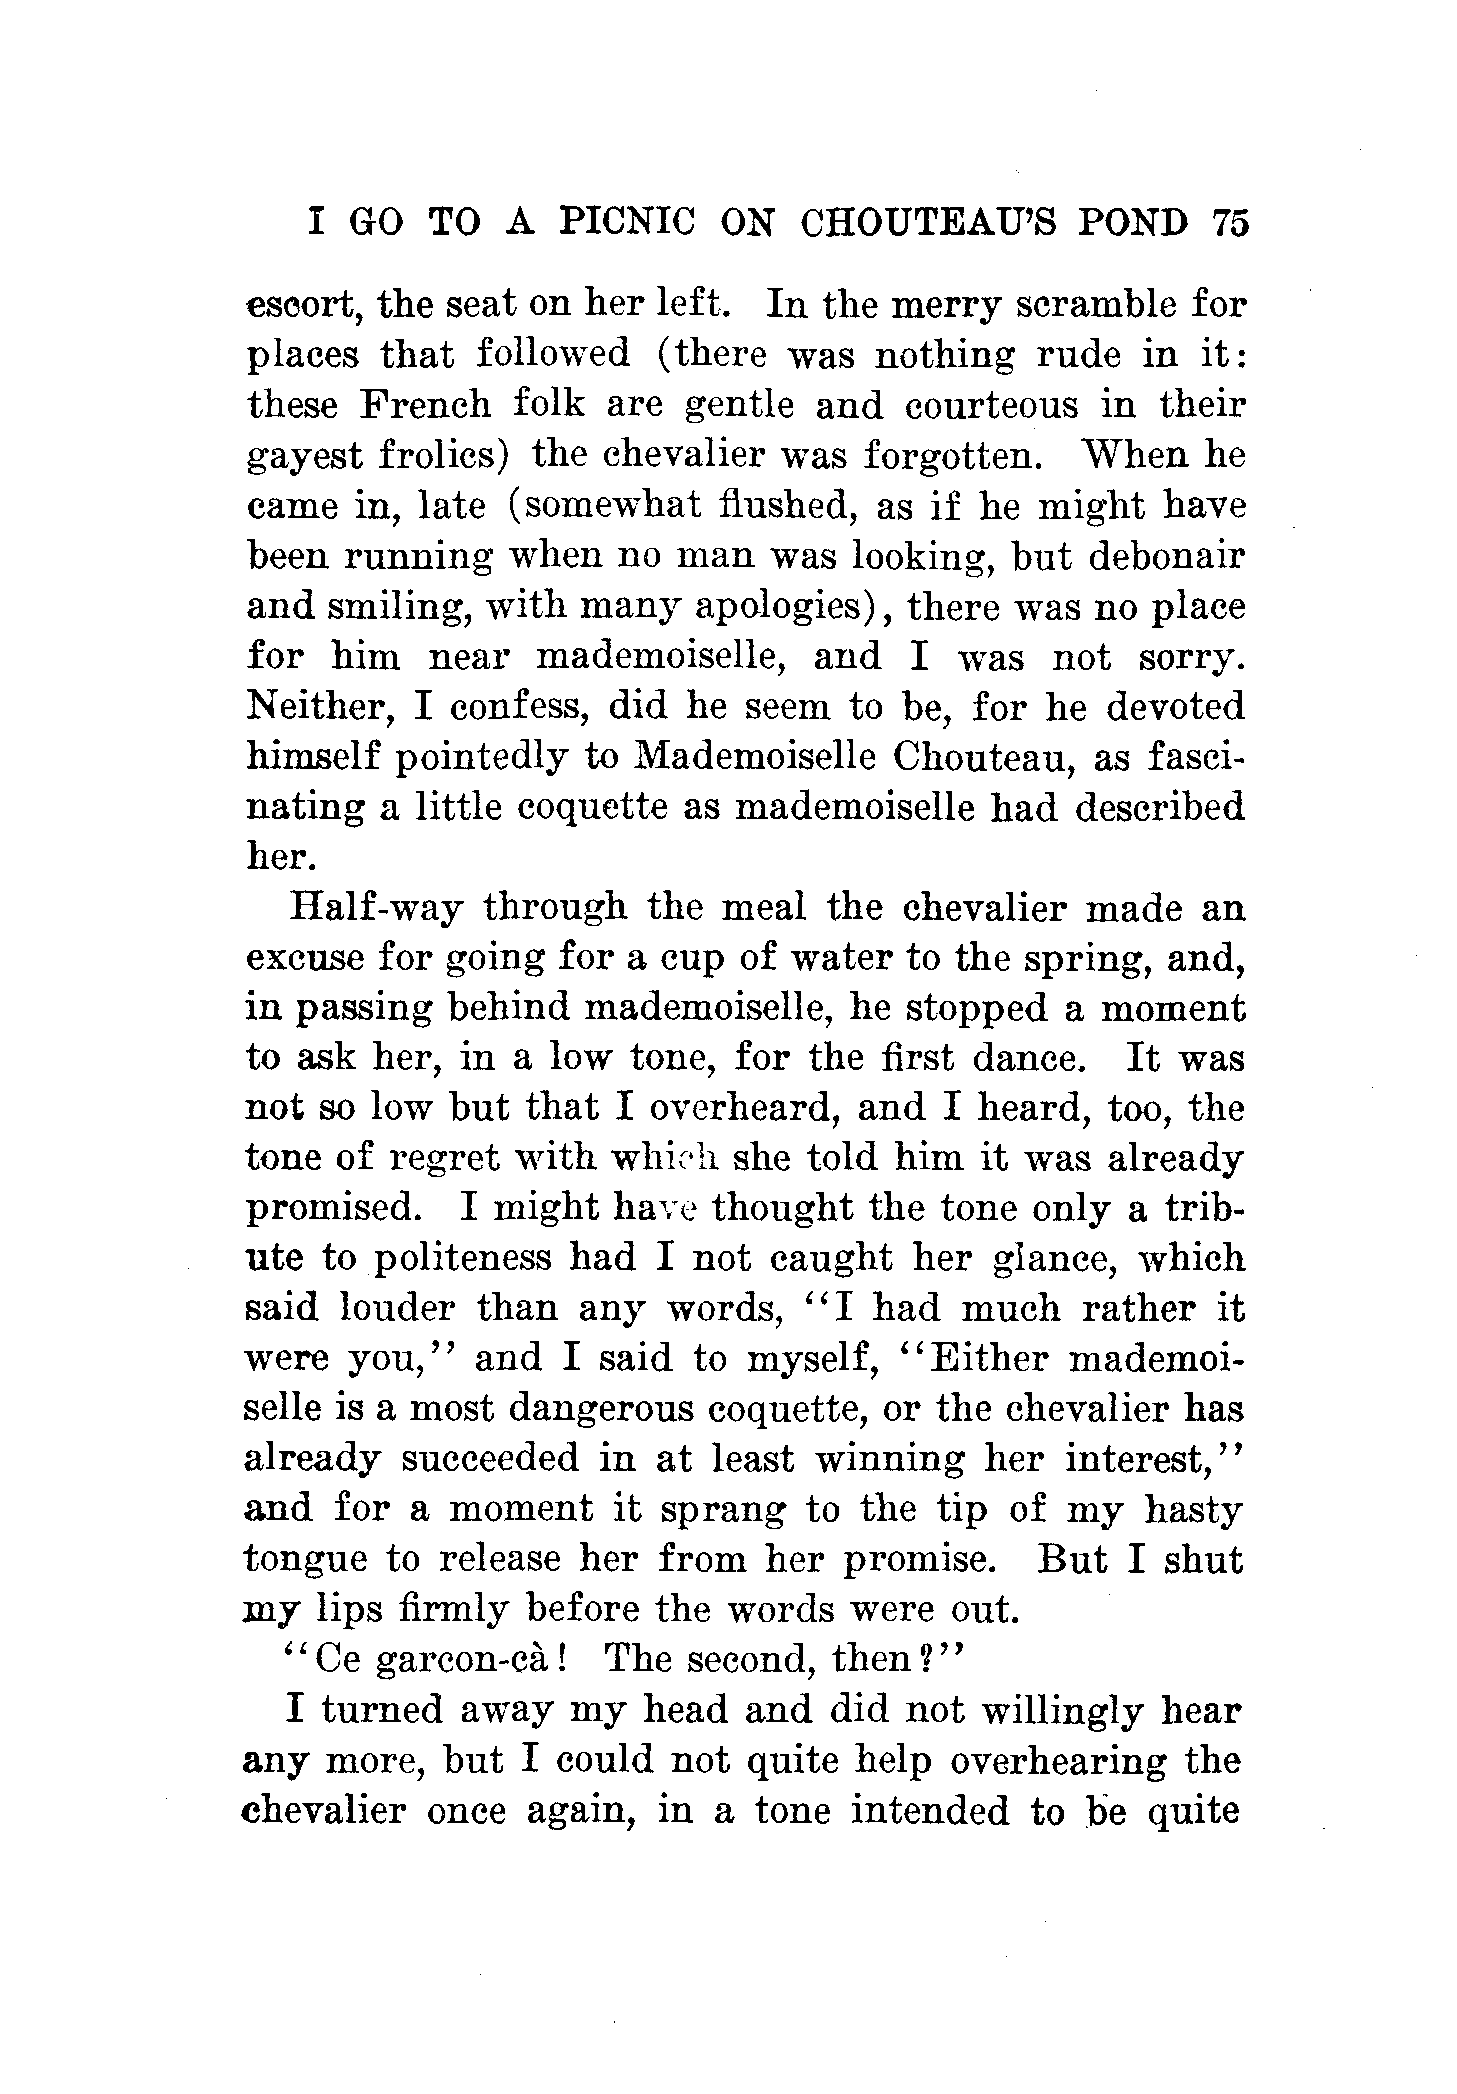 I GO TO A PICNIC ON CHOUTEAU'S POND 75
escort, the seat on her left. In the merry scramble for
places that followed (there was nothing rude in it:
these French folk are gentle and courteous in their
gayest frolics) the chevalier was forgotten. When he
came in, late (somewhat flushed, as if he might have
been running when no man was looking, but debonair
and smiling, with many apologies), there was no place
for him near mademoiselle, and I was not sorry.
Neither, I confess, did he seem to be, for he devoted
himself pointedly to Mademoiselle Chouteau, as fasci-
nating a little coquette as mademoiselle had described
her.
Half-way through the meal the chevalier made an
excuse for going for a cup of water to the spring, and,
in passing behind mademoiselle, he stopped a moment
to ask her, in a low tone, for the first dance. It was
not so low but that I overheard, and I heard, too, the
tone of regret with which she told him it was already
promised. I might have thought the tone only a trib-
ute to politeness had I not caught her glance, which
said louder than any words, "I had much rather it
were you," and I said to myself, "Either mademoi-
selle is a most dangerous coquette, or the chevalier has
already succeeded in at least winning her interest,"
and for a moment it sprang to the tip of my hasty
tongue to release her from her promise. But I shut
my lips firmly before the words were out.
"Ce garcon-cà! The second, then?"
I turned away my head and did not willingly hear
any more, but I could not quite help overhearing the
chevalier once again, in a tone intended to be quite